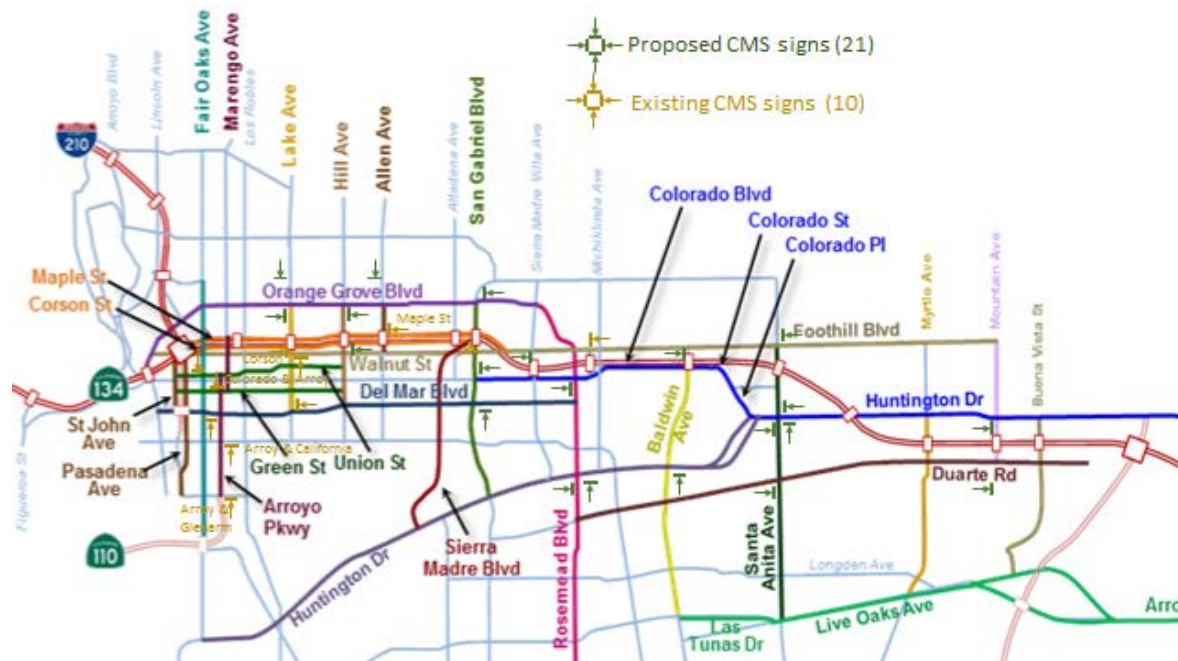 Proposed CMS signs (21)
Existing CMS signs (10)
210
Arroyo Blvd
Lincoln Ave
Fair Oaks Ave
Marengo Ave
Los Robles
Lake Ave
Hill Ave
Allen Ave
Altadena Ave
San Gabriel Blvd
Sierra Madre Villa Ave
Michillinda Ave
Colorado Blvd
Colorado St
Colorado Pl
Myrtle Ave
Mountain Ave
Buena Vista St
Maple St
Corson St
Orange Grove Blvd
Maple St
Foothill Blvd
Corson
Walnut St
134
Del Mar Blvd
Huntington Dr
St John
Ave
Pasadena
Ave
Arroy & California
Green St
Union St
Baldwin
Ave
Duarte Rd
Figueroa St
Arroy &
Glenarm
Arroyo
Pkwy
110
Huntington Dr
Sierra
Madre Blvd
Rosemead Blvd
Santa
Anita Ave
Longden Ave
Las
Tunas Dr
Live Oaks Ave
Arro